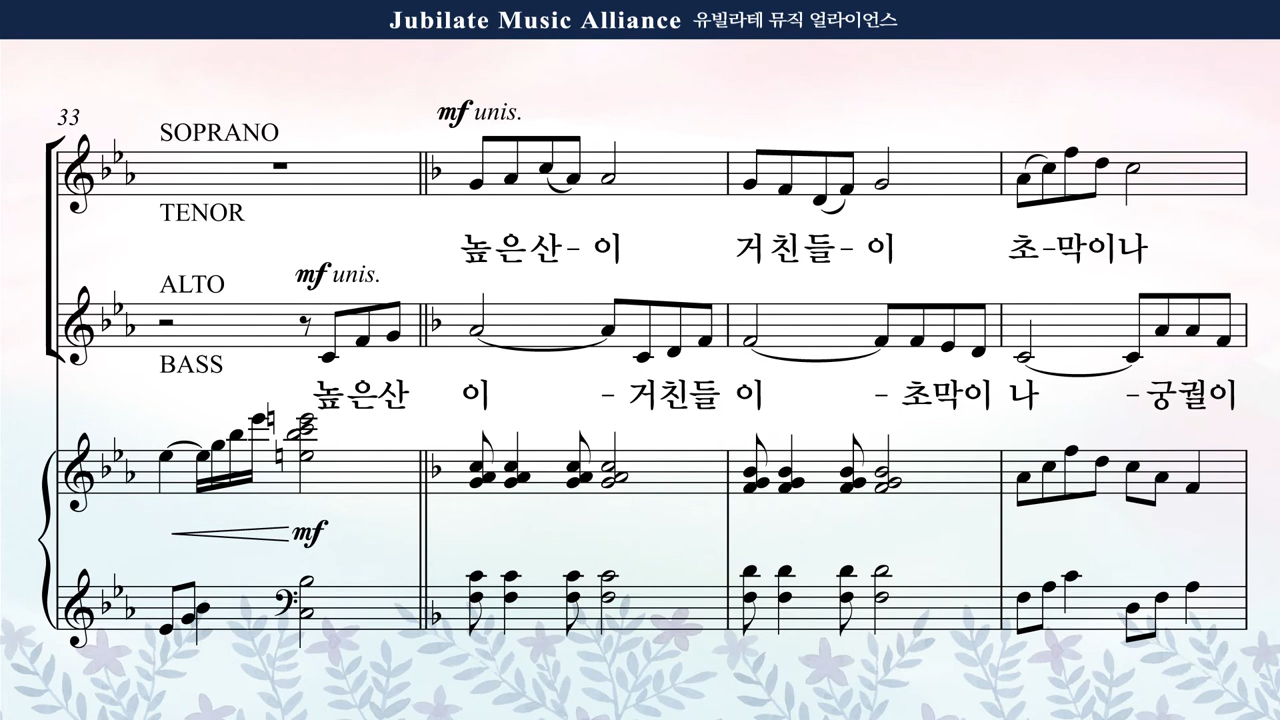 Jubilate Music Alliance 유빌라테 뮤직 얼라이언스
33
mf unis.
SOPRANO
TENOR
높은산- 이 거친들- 이 초-막이나
ALTO
mf unis.
BASS
높은산 이 - 거친들 이 - 초막이 나 - 궁궐이
mf